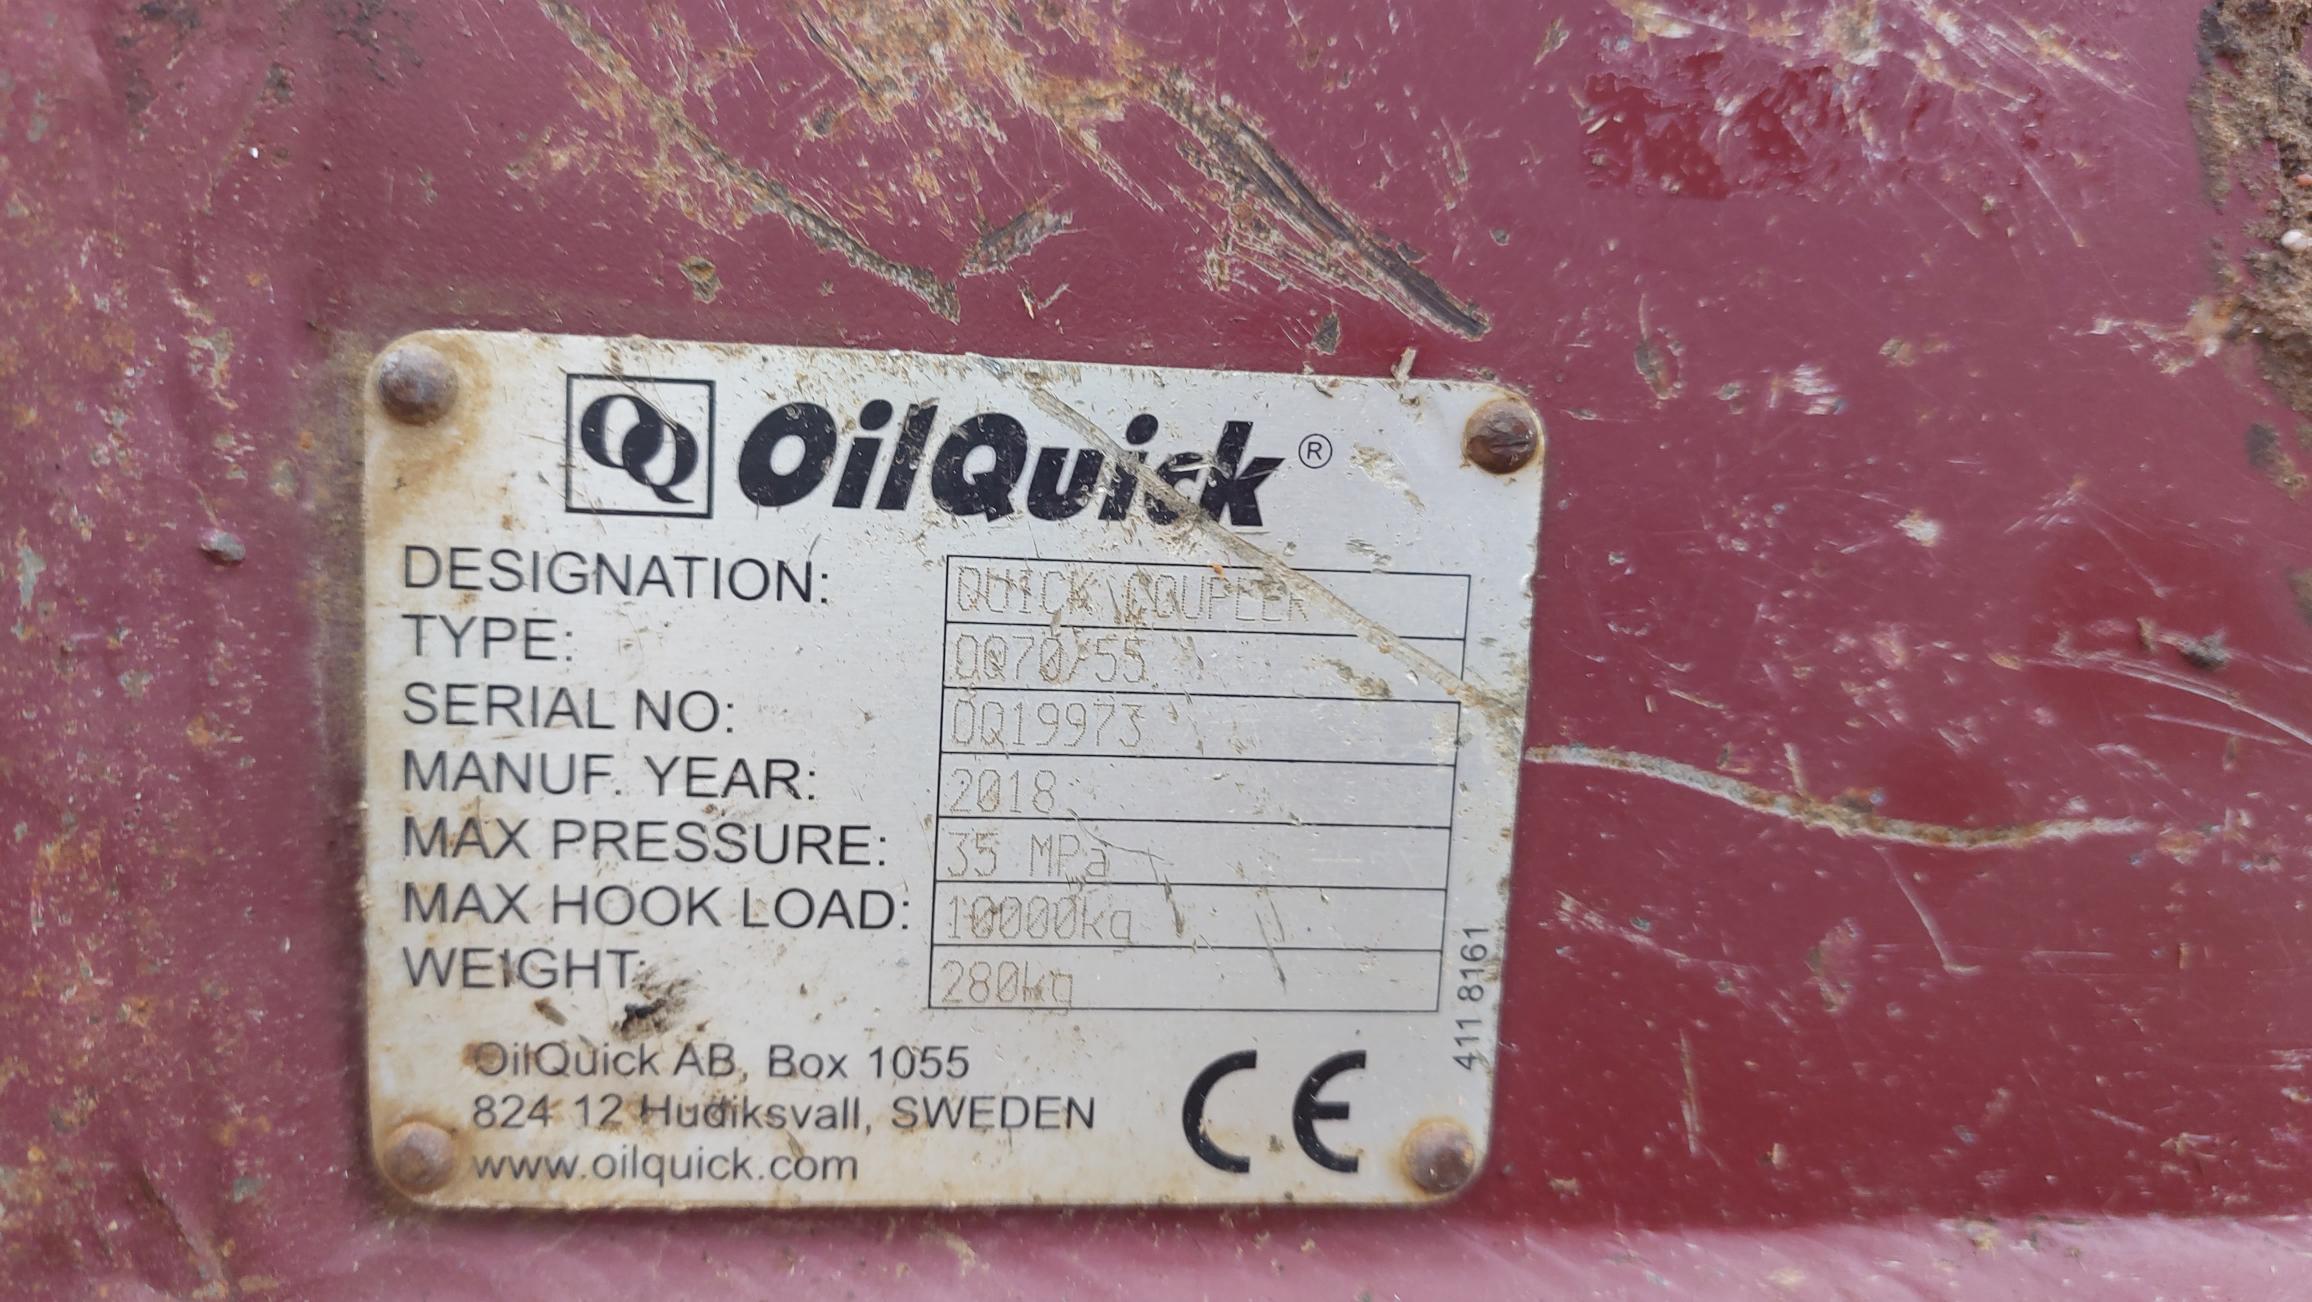 OQ OilQuick®
DESIGNATION: QUICK COUPLER
TYPE: OQ70/55
SERIAL NO: OQ19973
MANUF. YEAR: 2018
MAX PRESSURE: 35 MPa
MAX HOOK LOAD: 10000kg
WEIGHT: 280kg
411 8161
OilQuick AB, Box 1055
824 12 Hudiksvall, SWEDEN
www.oilquick.com
CE